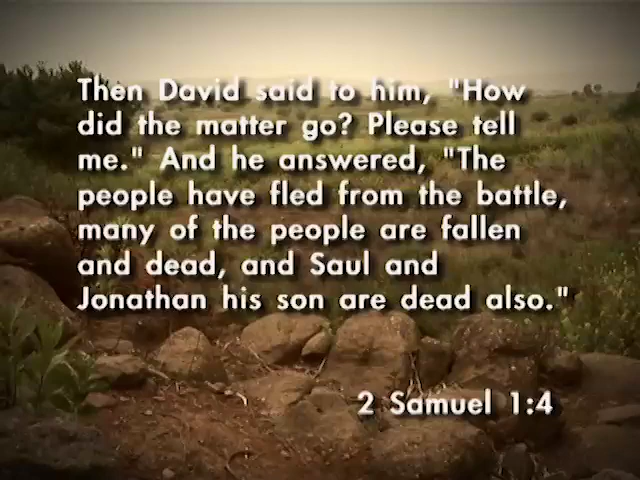 Then David said to him, "How
did the matter go? Please tell
me." And he answered, "The
people have fled from the battle,
many of the people are fallen
and dead, and Saul and
Jonathan his son are dead also."
2 Samuel 1:4